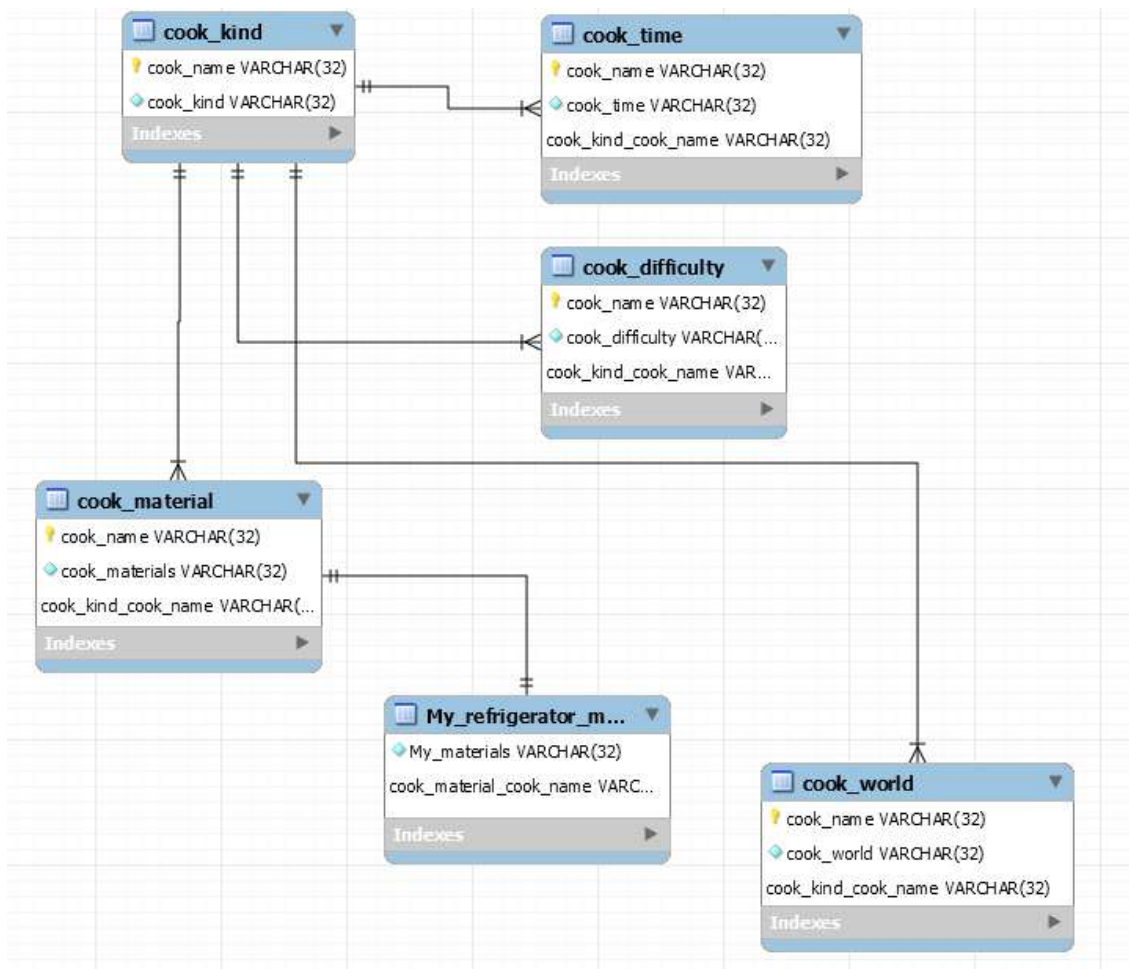 cook_kind
cook_name VARCHAR(32)
cook_kind VARCHAR(32)
Indexes
cook_time
cook_name VARCHAR(32)
cook_time VARCHAR(32)
cook_kind_cook_name VARCHAR(32)
Indexes
cook_difficulty
cook_name VARCHAR(32)
cook_difficulty VARCHAR(...
cook_kind_cook_name VAR...
Indexes
cook_material
cook_name VARCHAR(32)
cook_materials VARCHAR(32)
cook_kind_cook_name VARCHAR(...
Indexes
My_refrigerator_m...
My_materials VARCHAR(32)
cook_material_cook_name VARC...
Indexes
cook_world
cook_name VARCHAR(32)
cook_world VARCHAR(32)
cook_kind_cook_name VARCHAR(32)
Indexes